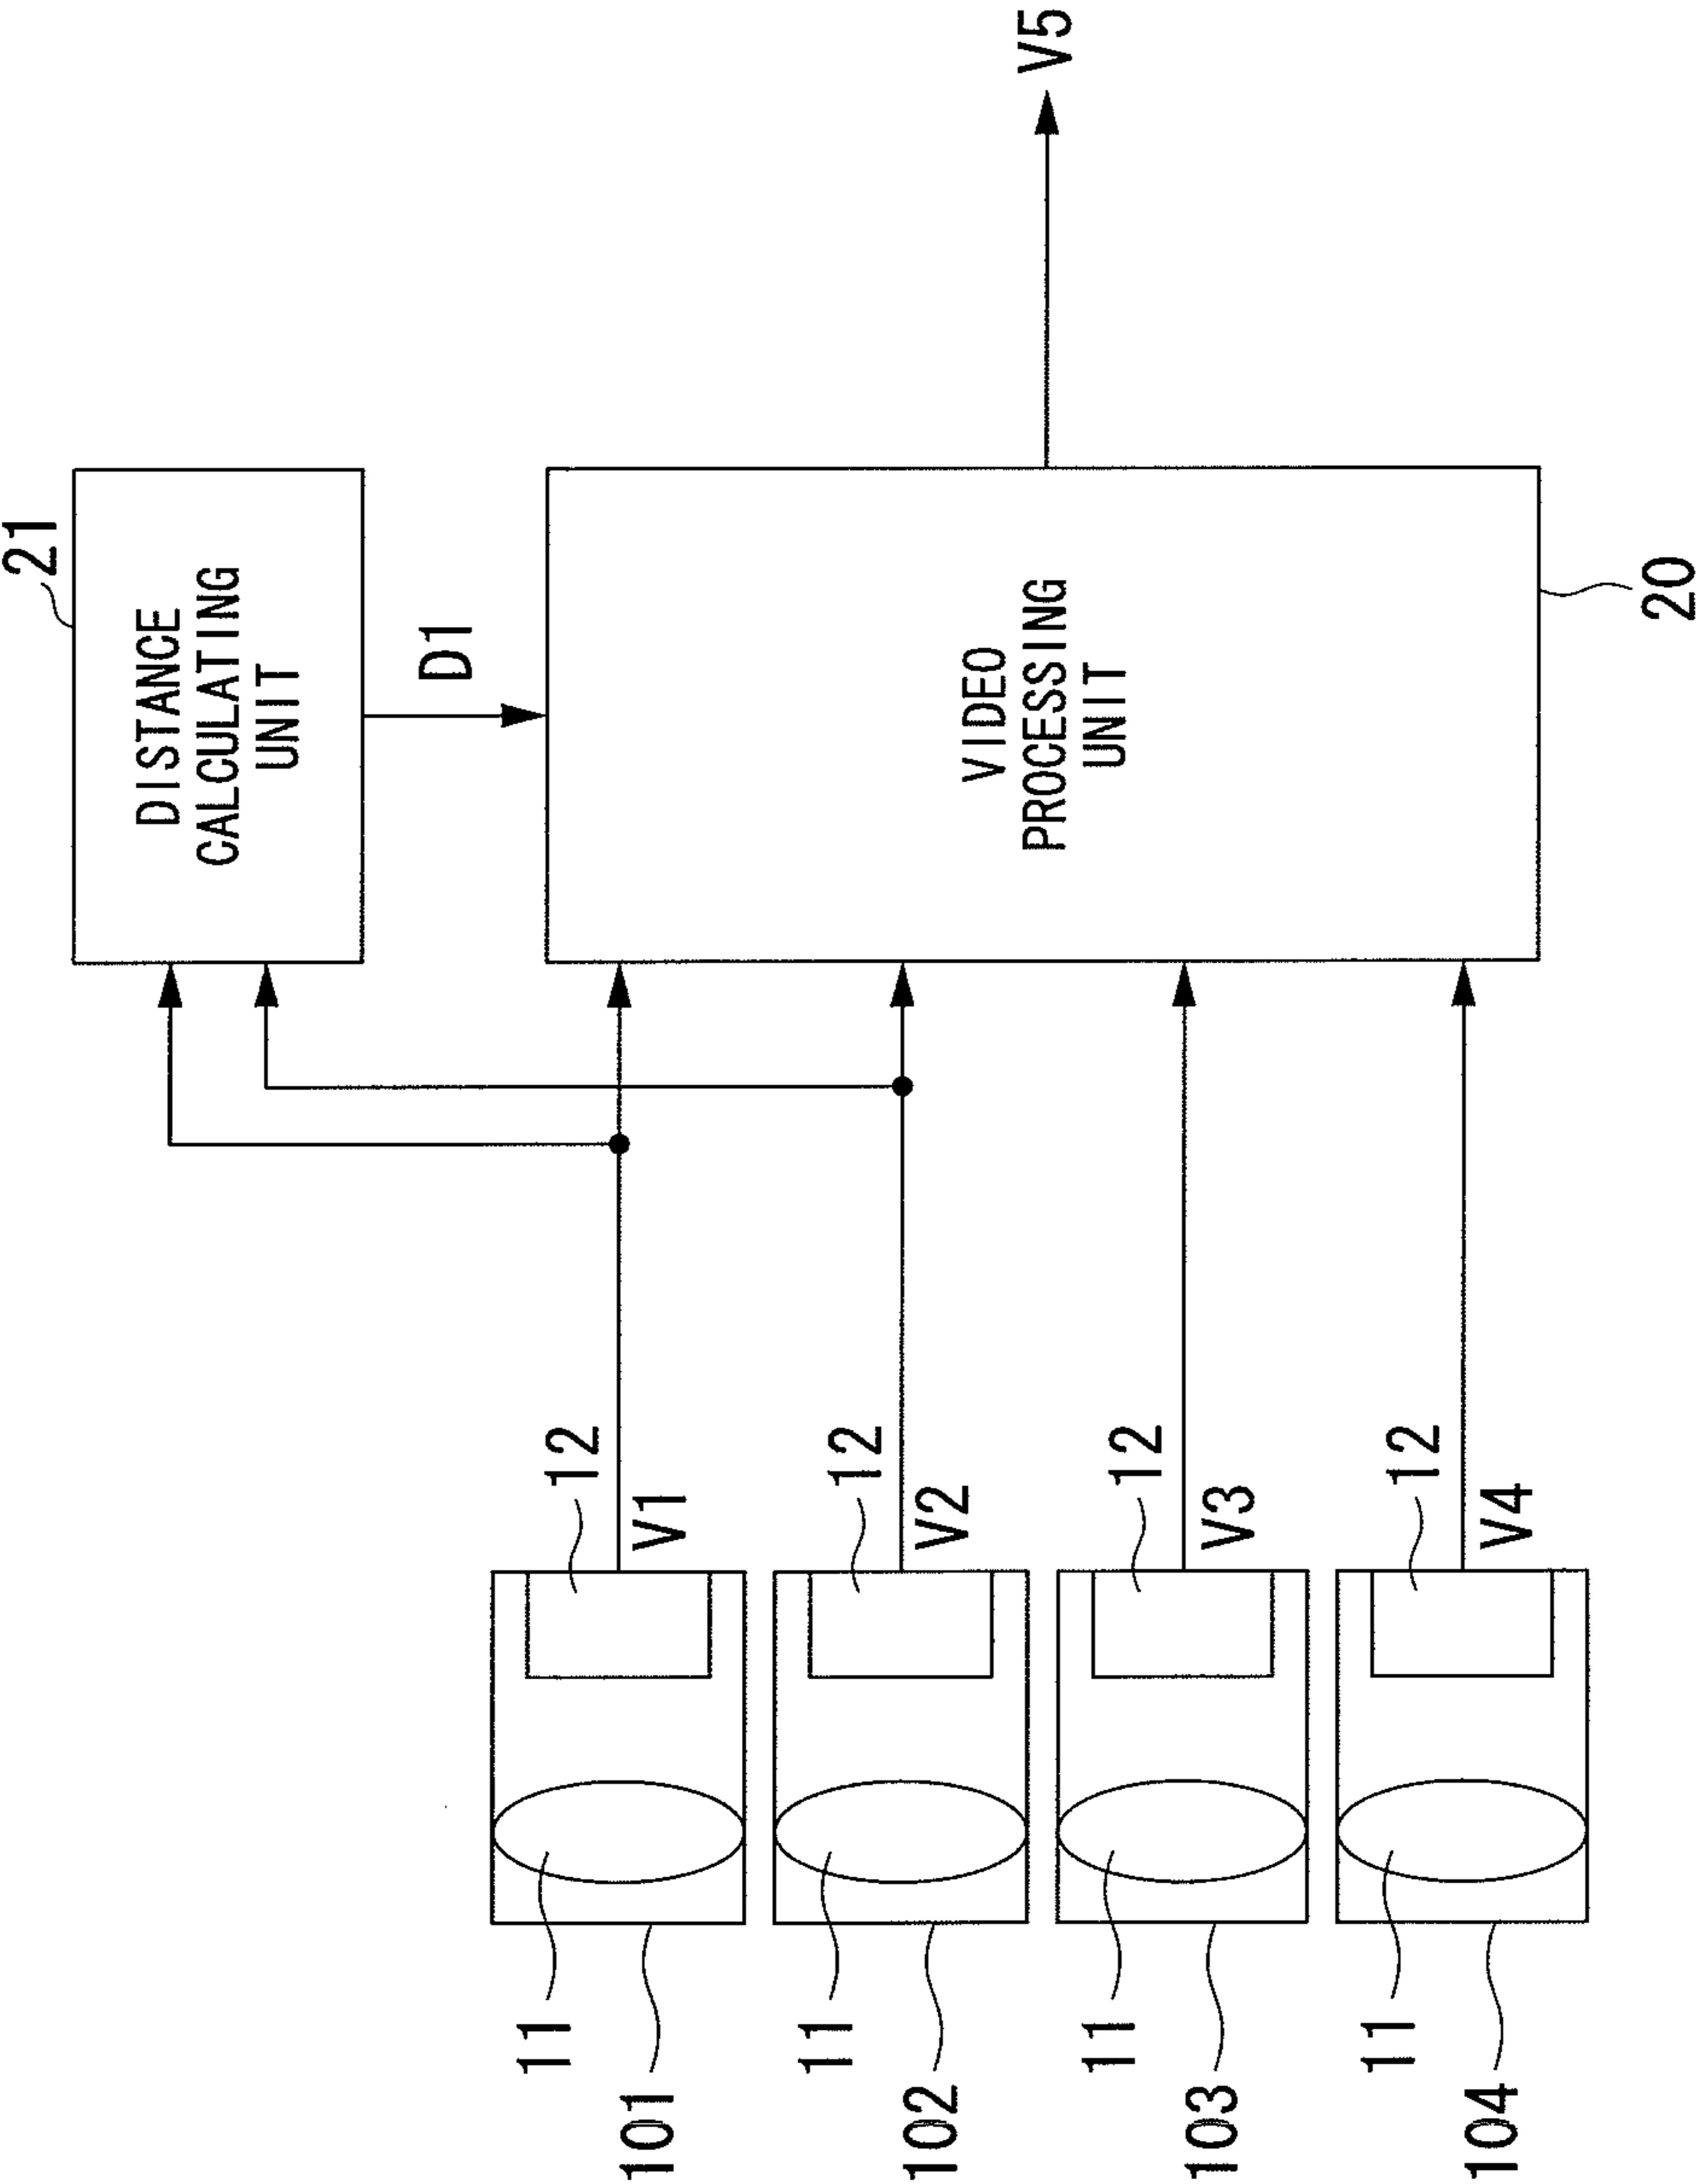 21
DISTANCE
CALCULATING
UNIT
D1
VIDEO
PROCESSING
UNIT
20
V5
12
V1
11
101
12
V2
11
102
12
V3
11
103
12
V4
11
104